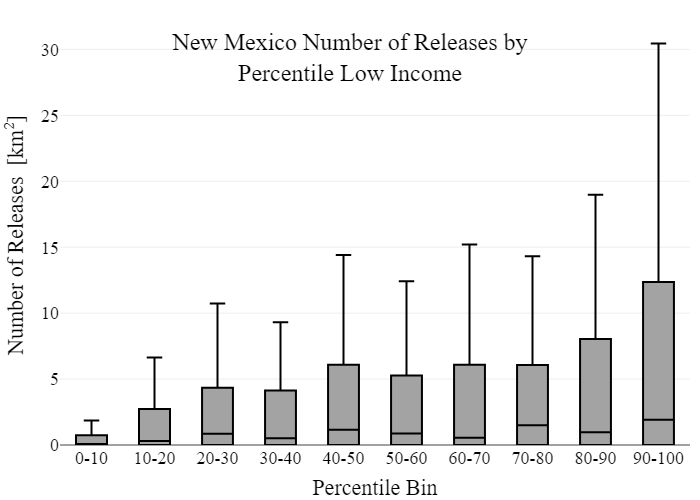 New Mexico Number of Releases by
Percentile Low Income
Number of Releases [km²]
30
25
20
15
10
5
0
0-10 10-20 20-30 30-40 40-50 50-60 60-70 70-80 80-90 90-100
Percentile Bin